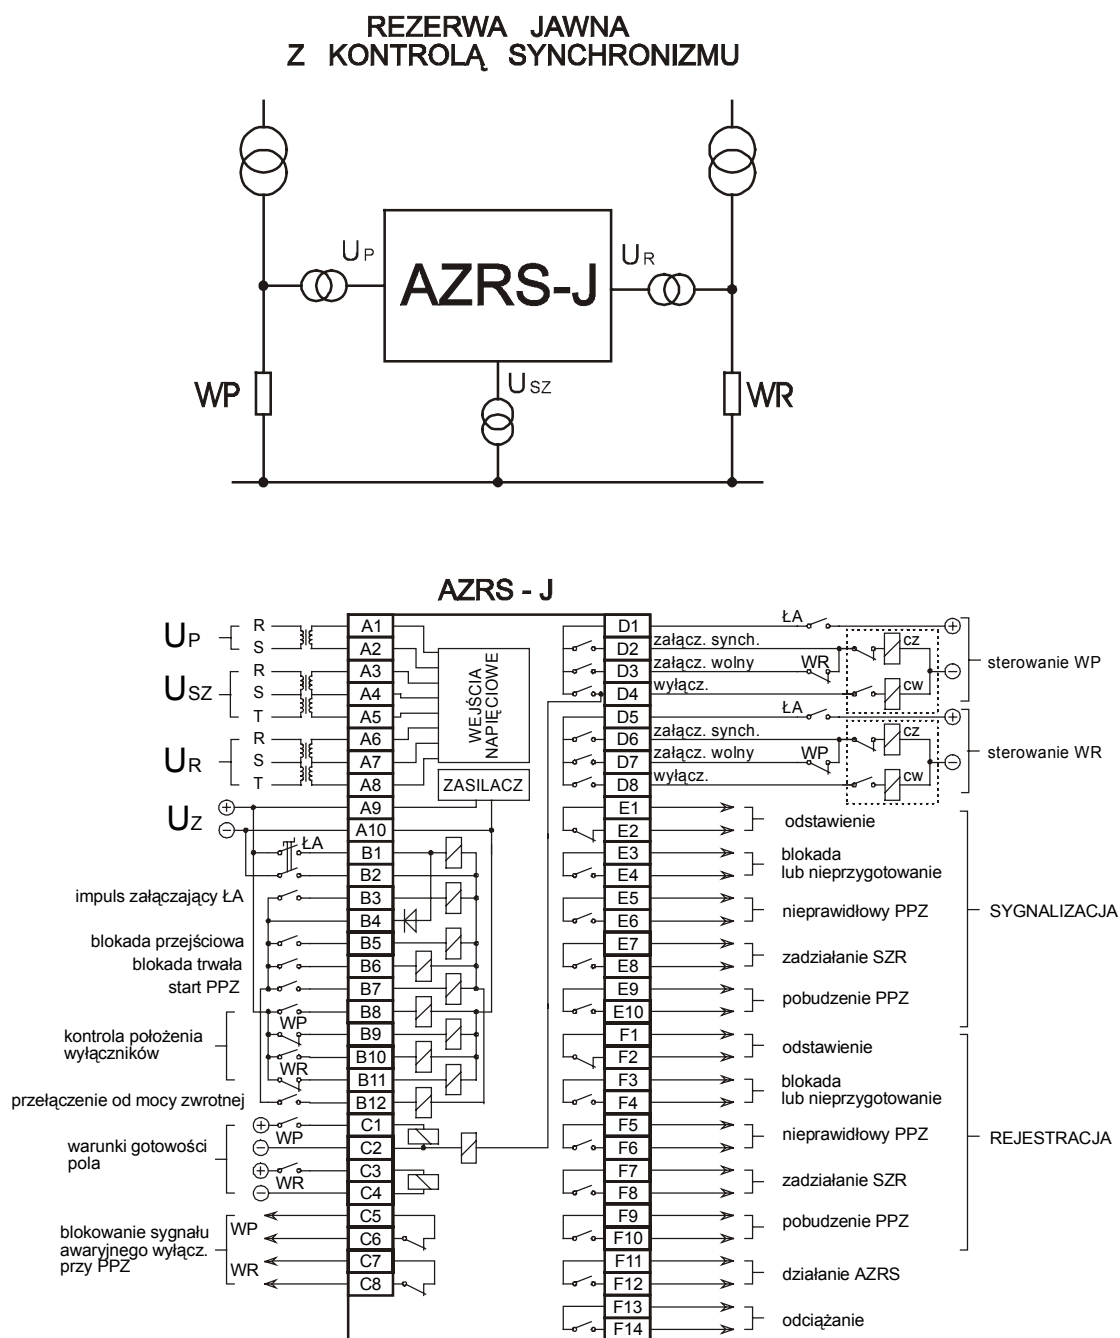 REZERWA JAWNA
Z KONTROLĄ SYNCHRONIZMU
UP
AZRS-J
UR
WP
USZ
WR
AZRS - J
UP
R
S
A1
A2
USZ
R
S
T
A3
A4
A5
UR
R
S
T
A6
A7
A8
WEJŚCIA
NAPIĘCIOWE
ZASILACZ
UZ
+
−
A9
A10
ŁA
B1
B2
impuls załączający ŁA
B3
B4
blokada przejściowa
B5
blokada trwała
B6
start PPZ
B7
kontrola położenia
wyłączników
WP
WR
B8
B9
B10
B11
przełączenie od mocy zwrotnej
B12
warunki gotowości
pola
+
WP
−
+
WR
−
C1
C2
C3
C4
blokowanie sygnału
awaryjnego wyłącz.
przy PPZ
WP
WR
C5
C6
C7
C8
D1
ŁA
+
D2
załącz. synch.
cz
D3
załącz. wolny
WR
−
D4
wyłącz.
cw
sterowanie WP
D5
ŁA
+
D6
załącz. synch.
cz
D7
załącz. wolny
WP
−
D8
wyłącz.
cw
sterowanie WR
E1
E2
odstawienie
E3
E4
blokada
lub nieprzygotowanie
E5
E6
nieprawidłowy PPZ
SYGNALIZACJA
E7
E8
zadziałanie SZR
E9
E10
pobudzenie PPZ
F1
F2
odstawienie
F3
F4
blokada
lub nieprzygotowanie
F5
F6
nieprawidłowy PPZ
REJESTRACJA
F7
F8
zadziałanie SZR
F9
F10
pobudzenie PPZ
F11
F12
działanie AZRS
F13
F14
odciążanie